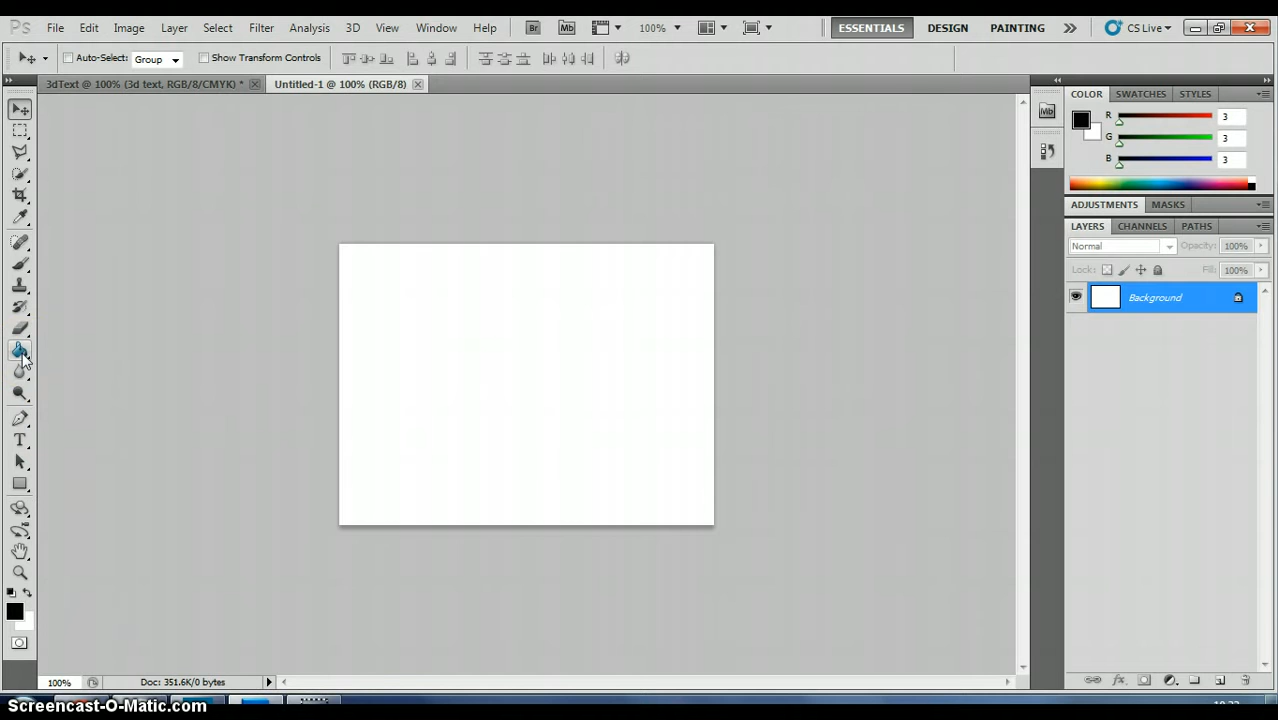 Ps File Edit Image Layer Select Filter Analysis 3D View Window Help Br Mb 100% ESSENTIALS DESIGN PAINTING CS Live
Auto-Select: Group Show Transform Controls
3dText @ 100% (3d text, RGB/8/CMYK) * Untitled-1 @ 100% (RGB/8)
COLOR SWATCHES STYLES
Mb
R 3
G 3
B 3
ADJUSTMENTS MASKS
LAYERS CHANNELS PATHS
Normal Opacity: 100%
Lock: Fill: 100%
Background
T
100% Doc: 351.6K/0 bytes
Screencast-O-Matic.com